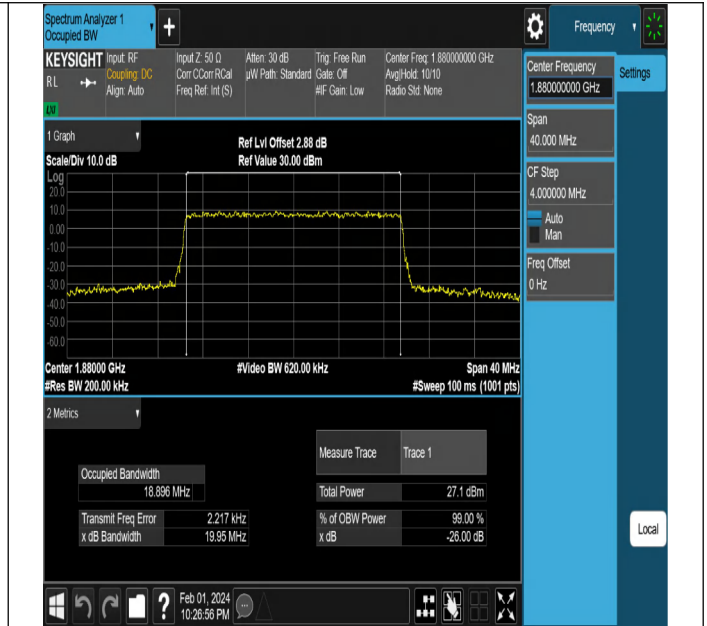 Spectrum Analyzer 1
Occupied BW
+
Frequency
KEYSIGHT
RL
LXI
Input: RF
Coupling: DC
Align: Auto
Input Z: 50 Ω
Corr CCorr RCal
Freq Ref: Int (S)
Atten: 30 dB
µW Path: Standard
Trig: Free Run
Gate: Off
#IF Gain: Low
Center Freq: 1.880000000 GHz
Avg|Hold: 10/10
Radio Std: None
Center Frequency
1.880000000 GHz
Settings
Span
40.000 MHz
CF Step
4.000000 MHz
Auto
Man
Freq Offset
0 Hz
Local
1 Graph
Scale/Div 10.0 dB
Ref Lvl Offset 2.88 dB
Ref Value 30.00 dBm
Log
20.0
10.0
0.00
-10.0
-20.0
-30.0
-40.0
-50.0
-60.0
Center 1.88000 GHz
#Video BW 620.00 kHz
Span 40 MHz
#Res BW 200.00 kHz
#Sweep 100 ms (1001 pts)
2 Metrics
Measure Trace Trace 1
Occupied Bandwidth
18.896 MHz
Total Power 27.1 dBm
Transmit Freq Error 2.217 kHz
% of OBW Power 99.00 %
x dB Bandwidth 19.95 MHz
x dB -26.00 dB
?
Feb 01, 2024
10:26:56 PM